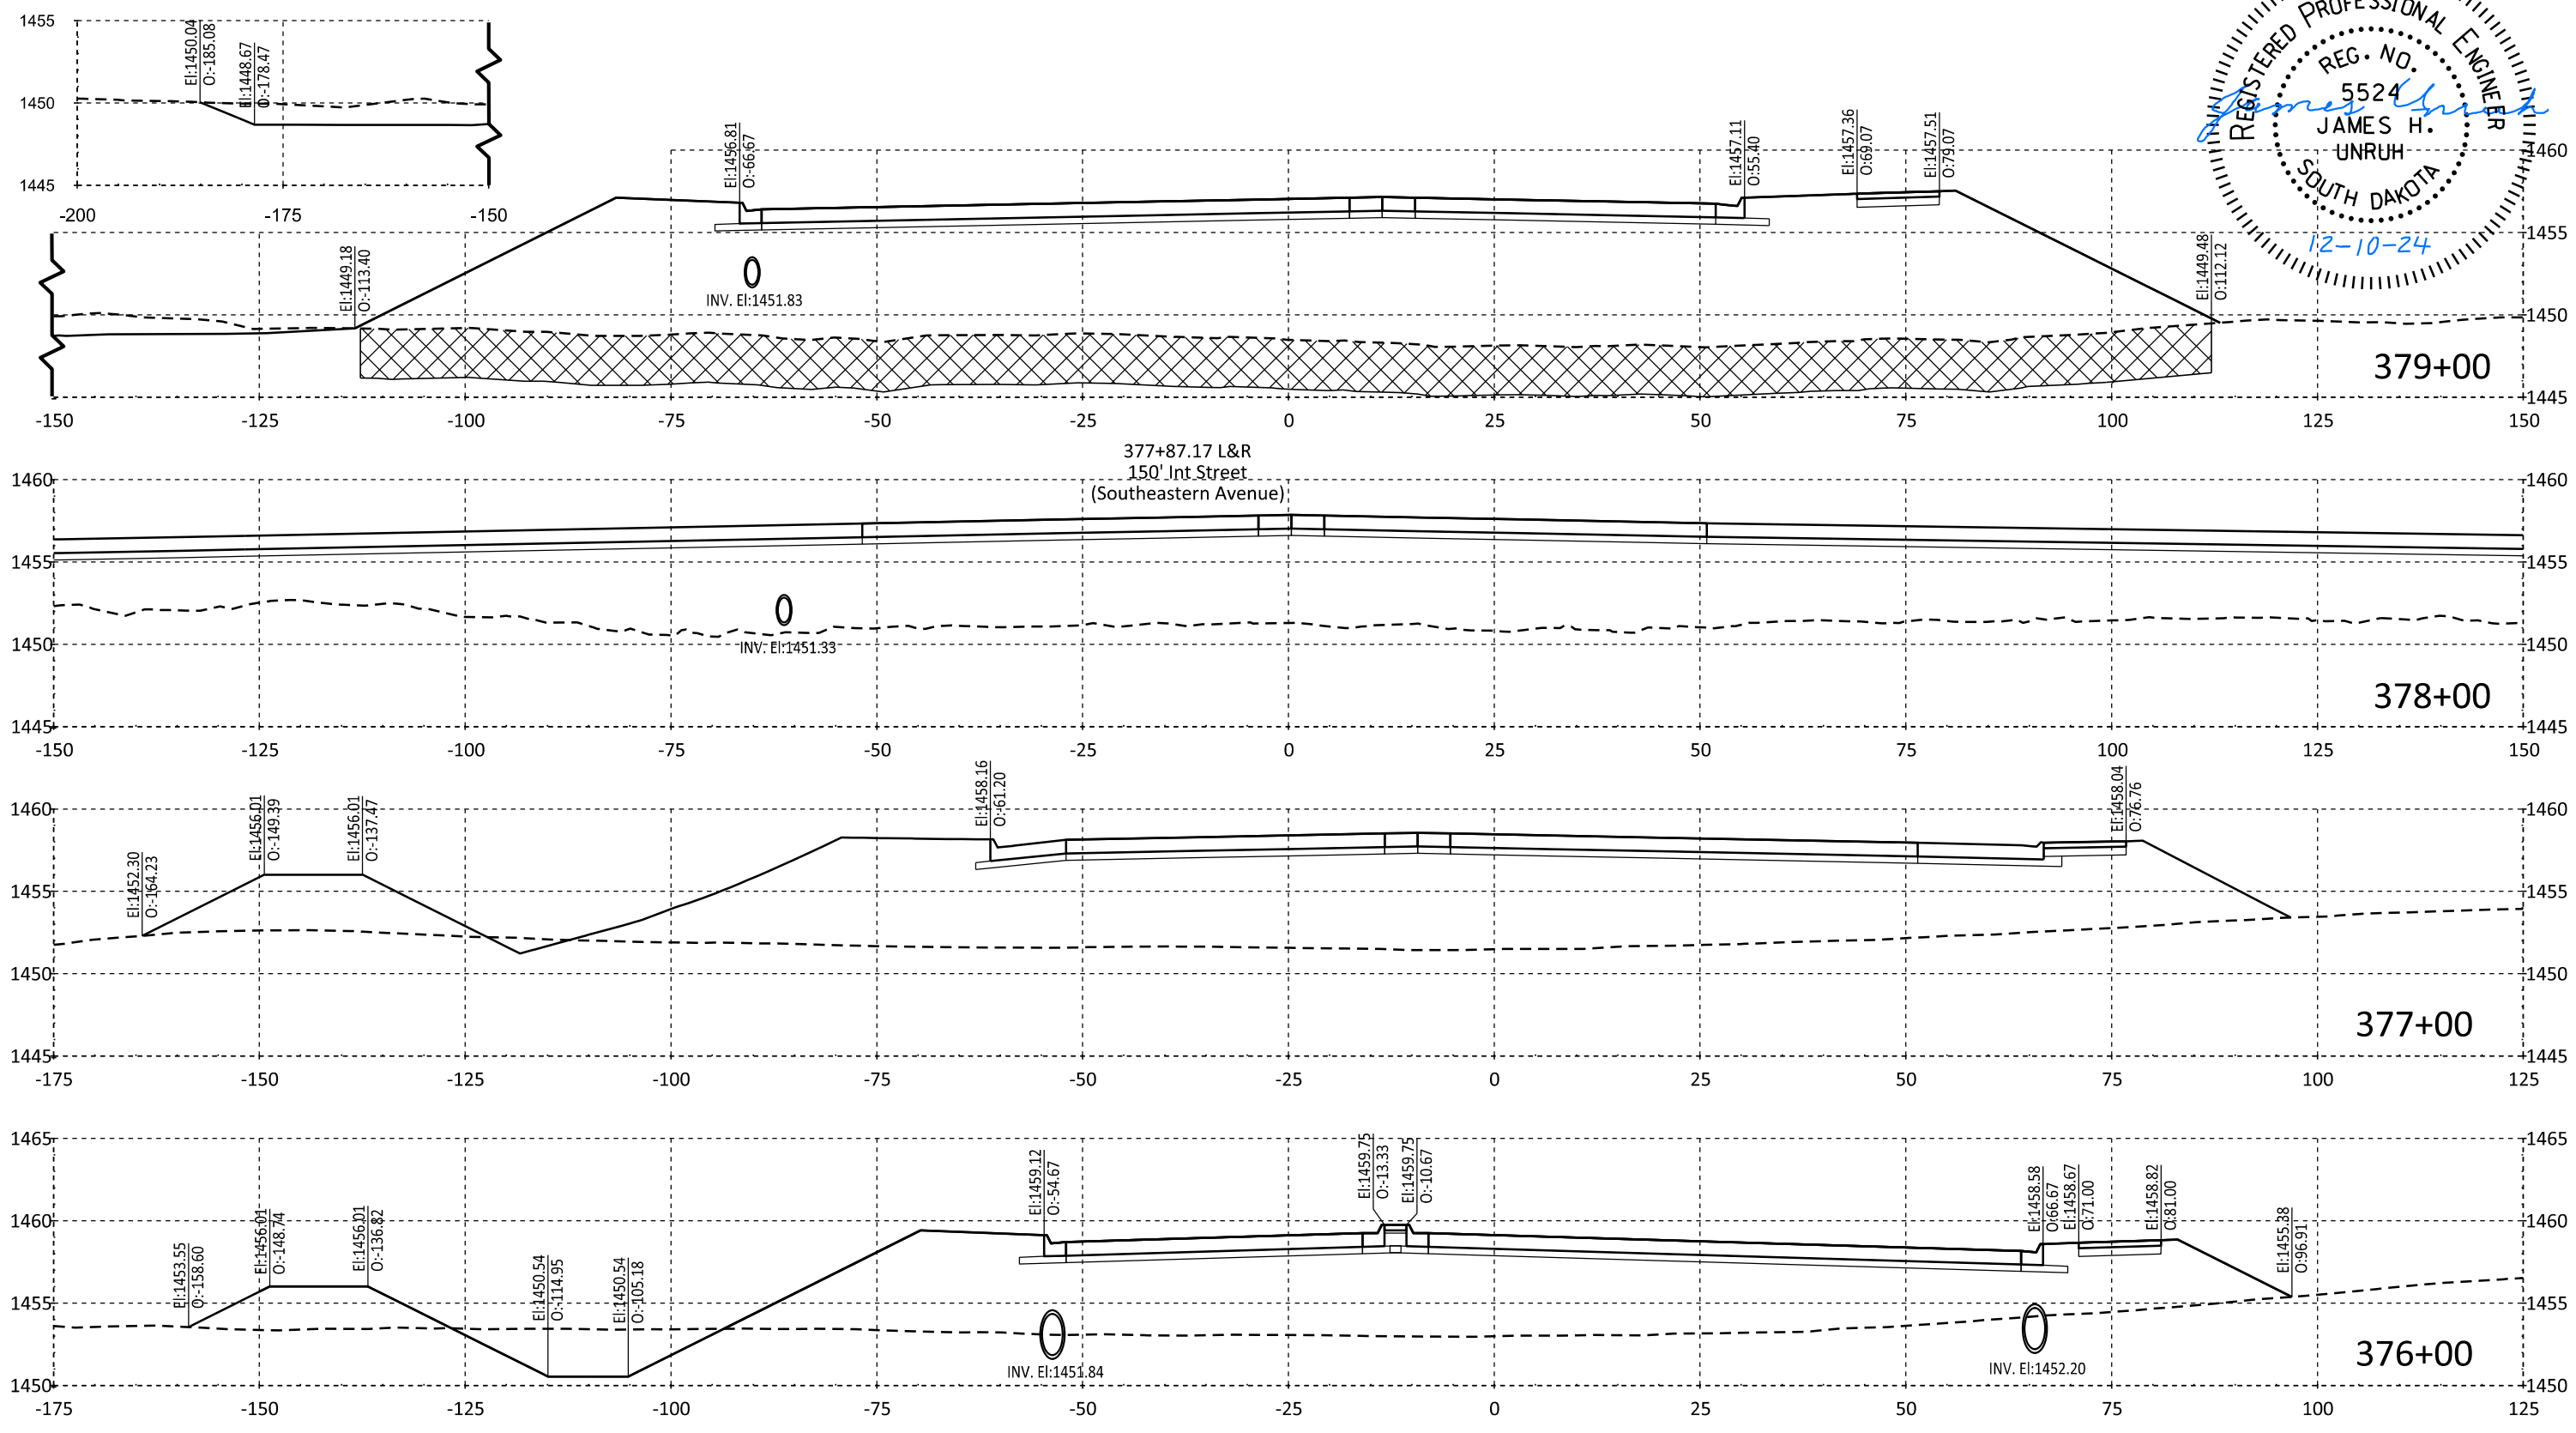 1455
1450
1445
-200 -175 -150
El:1450.04
O:-185.08
El:1448.67
O:-178.47
REGISTERED PROFESSIONAL ENGINEER
REG. NO.
5524
James Unruh
JAMES H.
UNRUH
SOUTH DAKOTA
12-10-24
El:1449.18
O:-113.40
El:1456.81
O:-66.67
El:1457.11
O:55.40
El:1457.36
O:69.07
El:1457.51
O:79.07
El:1449.48
O:112.12
INV. El:1451.83
1460
1455
1450
1445
379+00
-150 -125 -100 -75 -50 -25 0 25 50 75 100 125 150
377+87.17 L&R
150' Int Street
(Southeastern Avenue)
1460 1460
1455 1455
INV. El:1451.33
1450 1450
378+00
1445 1445
-150 -125 -100 -75 -50 -25 0 25 50 75 100 125 150
El:1452.30
O:-164.23
El:1456.01
O:-149.39
El:1456.01
O:-137.47
El:1458.16
O:-61.20
El:1458.04
O:76.76
1460 1460
1455 1455
1450 1450
377+00
1445 1445
-175 -150 -125 -100 -75 -50 -25 0 25 50 75 100 125
1465 1465
El:1453.55
O:-158.60
El:1456.01
O:-148.74
El:1456.01
O:-136.82
El:1450.54
O:-114.95
El:1450.54
O:-105.18
El:1459.12
O:-54.67
El:1459.75
O:-13.33
El:1459.75
O:-10.67
El:1458.58
O:66.67
El:1458.67
O:71.00
El:1458.82
O:81.00
El:1455.38
O:96.91
1460 1460
1455 1455
INV. El:1451.84
INV. El:1452.20
376+00
1450 1450
-175 -150 -125 -100 -75 -50 -25 0 25 50 75 100 125